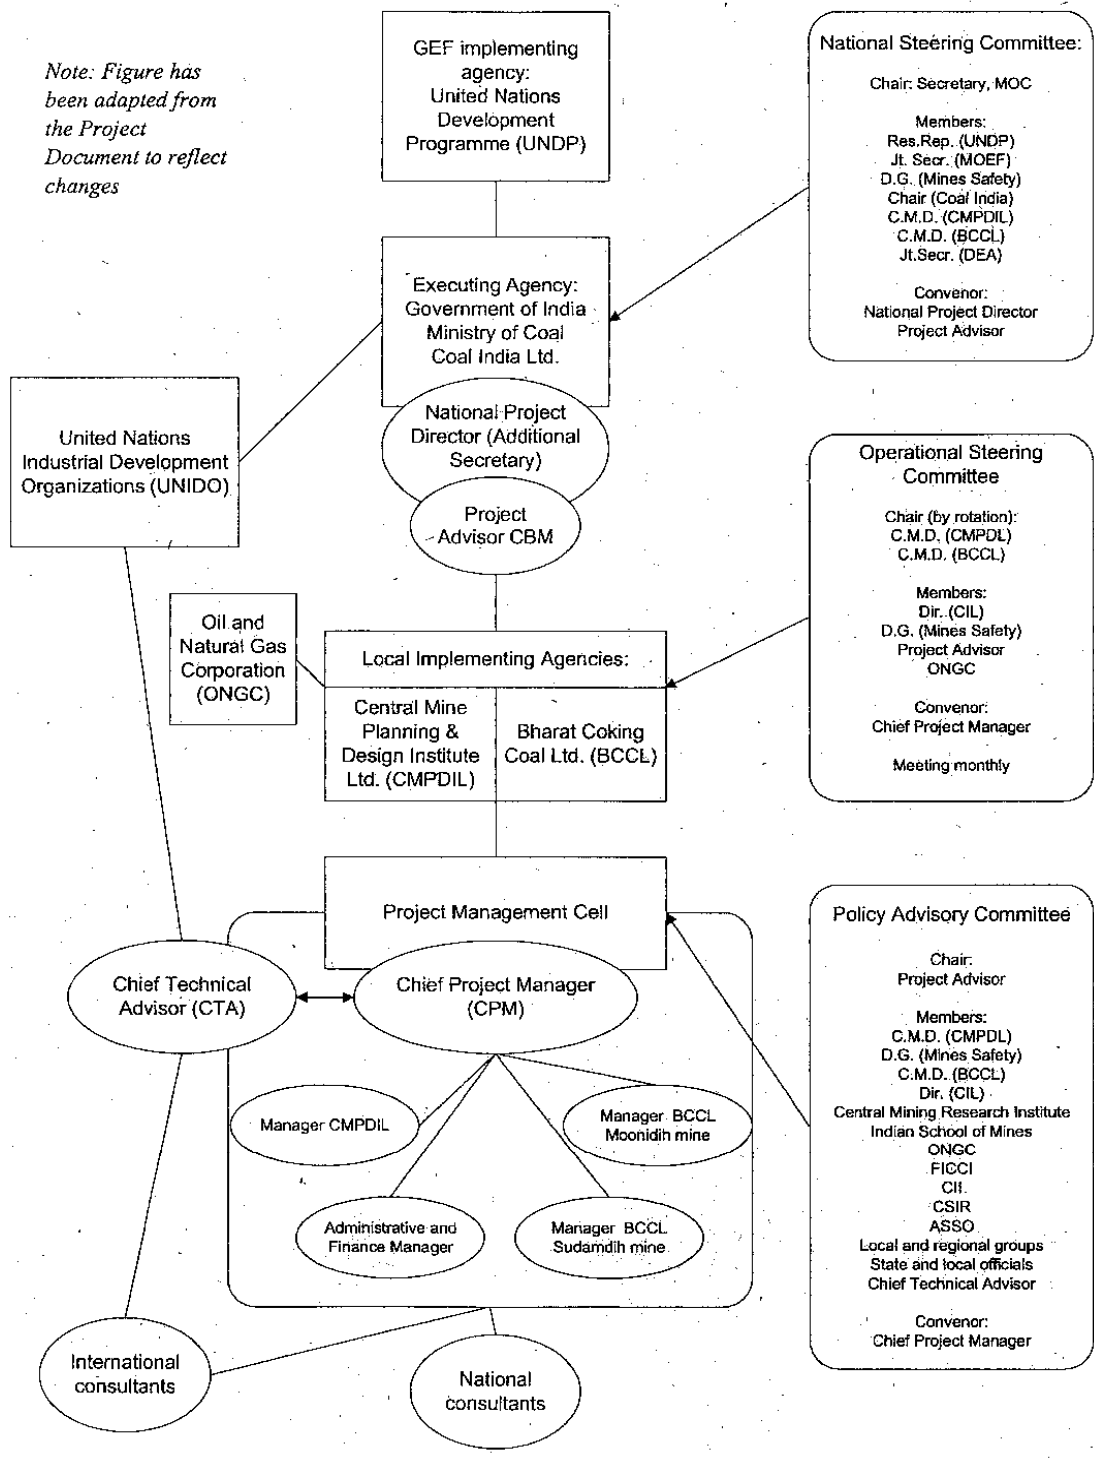 Note: Figure has
been adapted from
the Project
Document to reflect
changes
GEF implementing
agency:
United Nations
Development
Programme (UNDP)
National Steering Committee:
Chair: Secretary, MOC
Members:
Res.Rep. (UNDP)
Jt. Secr. (MOEF)
D.G. (Mines Safety)
Chair (Coal India)
C.M.D. (CMPDIL)
C.M.D. (BCCL)
Jt.Secr. (DEA)
Convenor:
National Project Director
Project Advisor
Executing Agency:
Government of India
Ministry of Coal
Coal India Ltd.
National Project
Director (Additional
Secretary)
Project
Advisor CBM
United Nations
Industrial Development
Organizations (UNIDO)
Operational Steering
Committee
Chair (by rotation):
C.M.D. (CMPDL)
C.M.D. (BCCL)
Members:
Dir. (CIL)
D.G. (Mines Safety)
Project Advisor
ONGC
Convenor:
Chief Project Manager
Meeting monthly
Oil and
Natural Gas
Corporation
(ONGC)
Local Implementing Agencies:
Central Mine
Planning &
Design Institute
Ltd. (CMPDIL)
Bharat Coking
Coal Ltd. (BCCL)
Project Management Cell
Chief Technical
Advisor (CTA)
Chief Project Manager
(CPM)
Manager CMPDIL
Manager BCCL
Moonidih mine
Administrative and
Finance Manager
Manager BCCL
Sudamdih mine
International
consultants
National
consultants
Policy Advisory Committee
Chair:
Project Advisor
Members:
C.M.D. (CMPDL)
D.G. (Mines Safety)
C.M.D. (BCCL)
Dir. (CIL)
Central Mining Research Institute
Indian School of Mines
ONGC
FICCI
CII
CSIR
ASSO
Local and regional groups
State and local officials
Chief Technical Advisor
Convenor:
Chief Project Manager